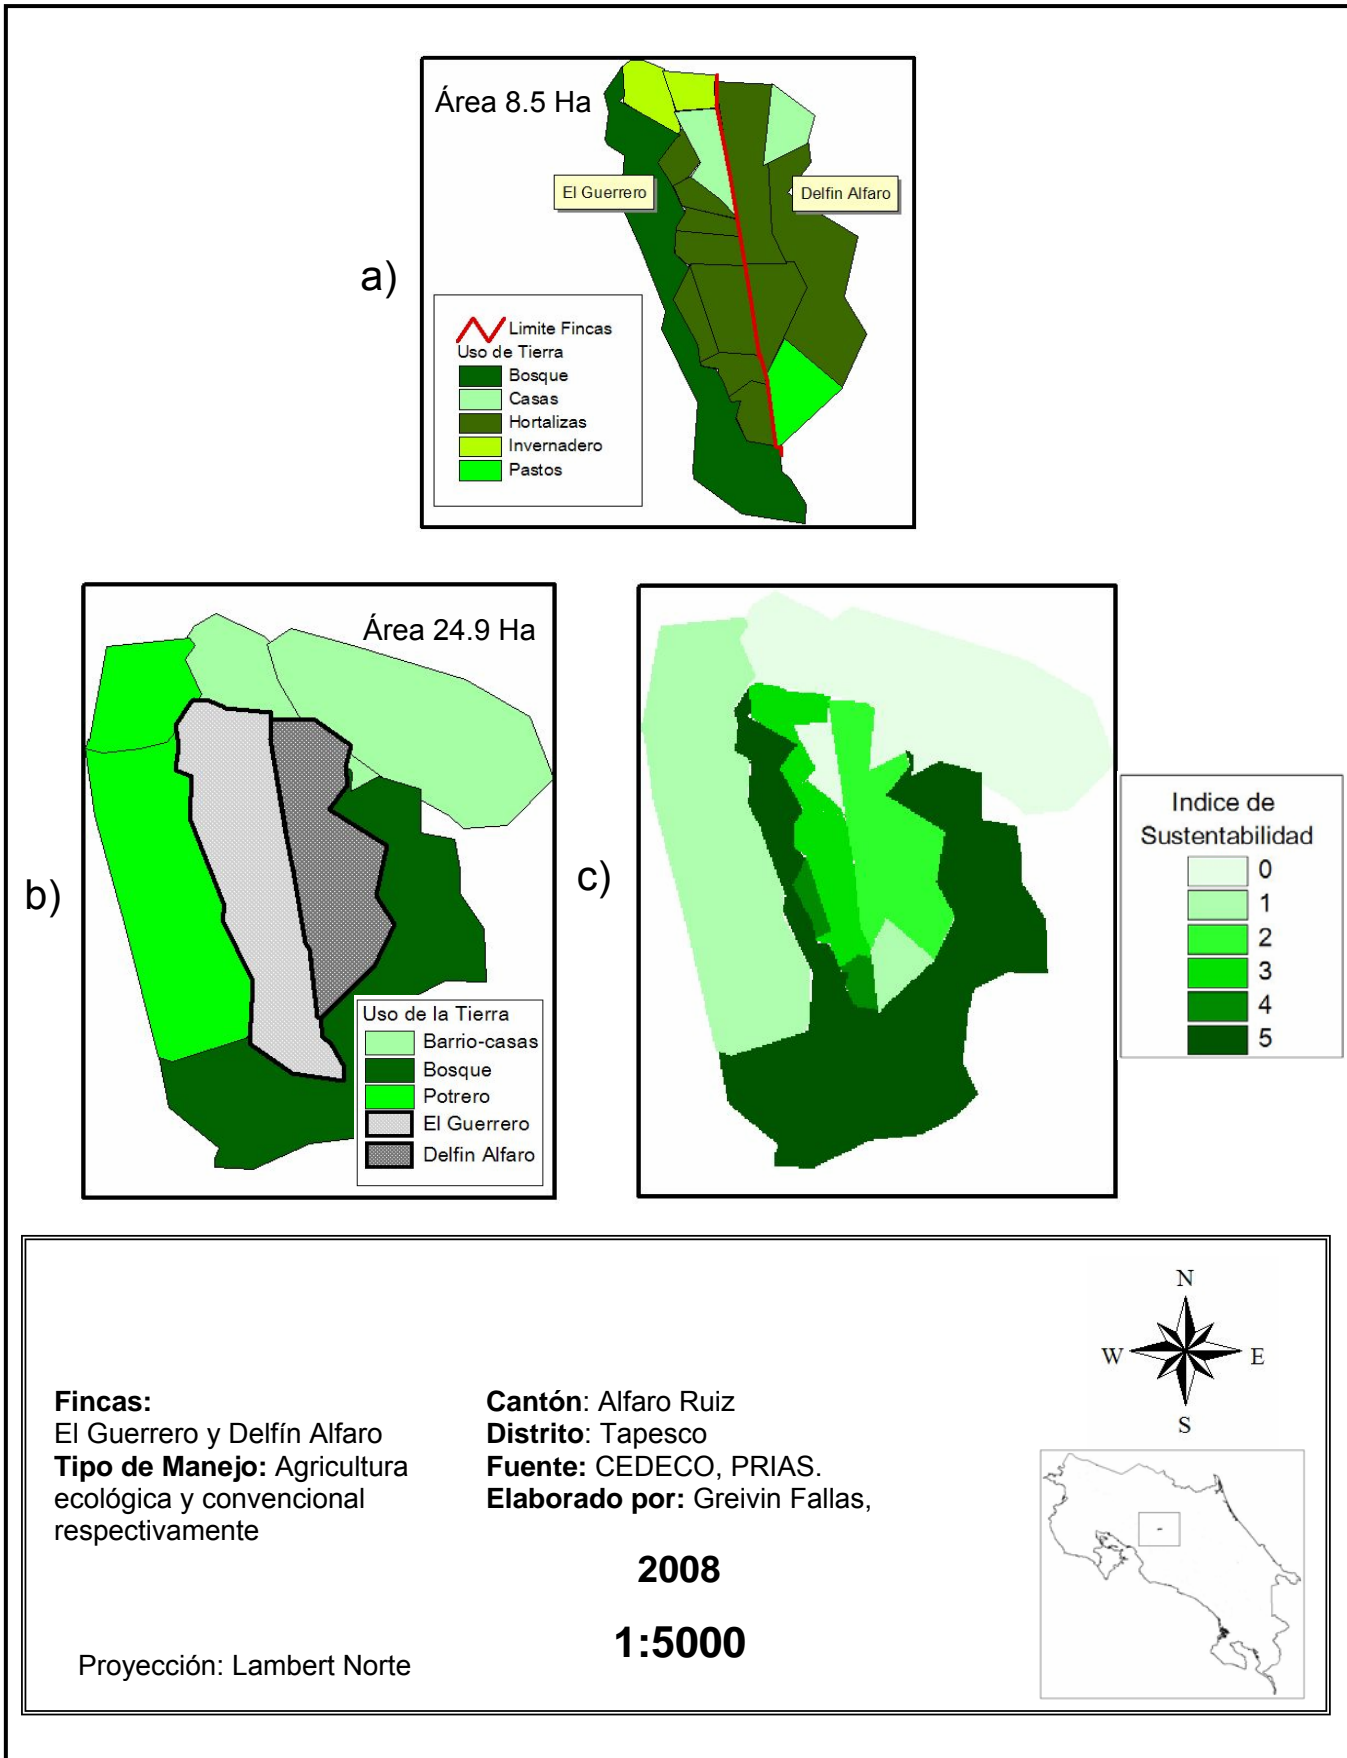 Área 8.5 Ha
El Guerrero
Delfin Alfaro
a)
Limite Fincas
Uso de Tierra
Bosque
Casas
Hortalizas
Invernadero
Pastos
Área 24.9 Ha
b)
Uso de la Tierra
Barrio-casas
Bosque
Potrero
El Guerrero
Delfin Alfaro
c)
Indice de
Sustentabilidad
0
1
2
3
4
5
Fincas:
El Guerrero y Delfín Alfaro
Tipo de Manejo: Agricultura
ecológica y convencional
respectivamente
Proyección: Lambert Norte
Cantón: Alfaro Ruiz
Distrito: Tapesco
Fuente: CEDECO, PRIAS.
Elaborado por: Greivin Fallas,
2008
1:5000
N
W
E
S